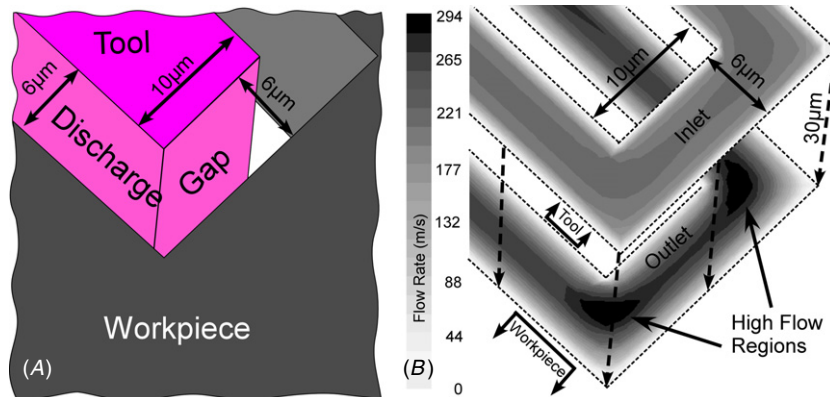 Tool
10μm
6μm
6μm
Discharge
Gap
Workpiece
(A)
294
265
221
177
132
88
44
0
Flow Rate (m/s)
10μm
6μm
Inlet
30μm
Tool
Outlet
High Flow
Regions
Workpiece
(B)